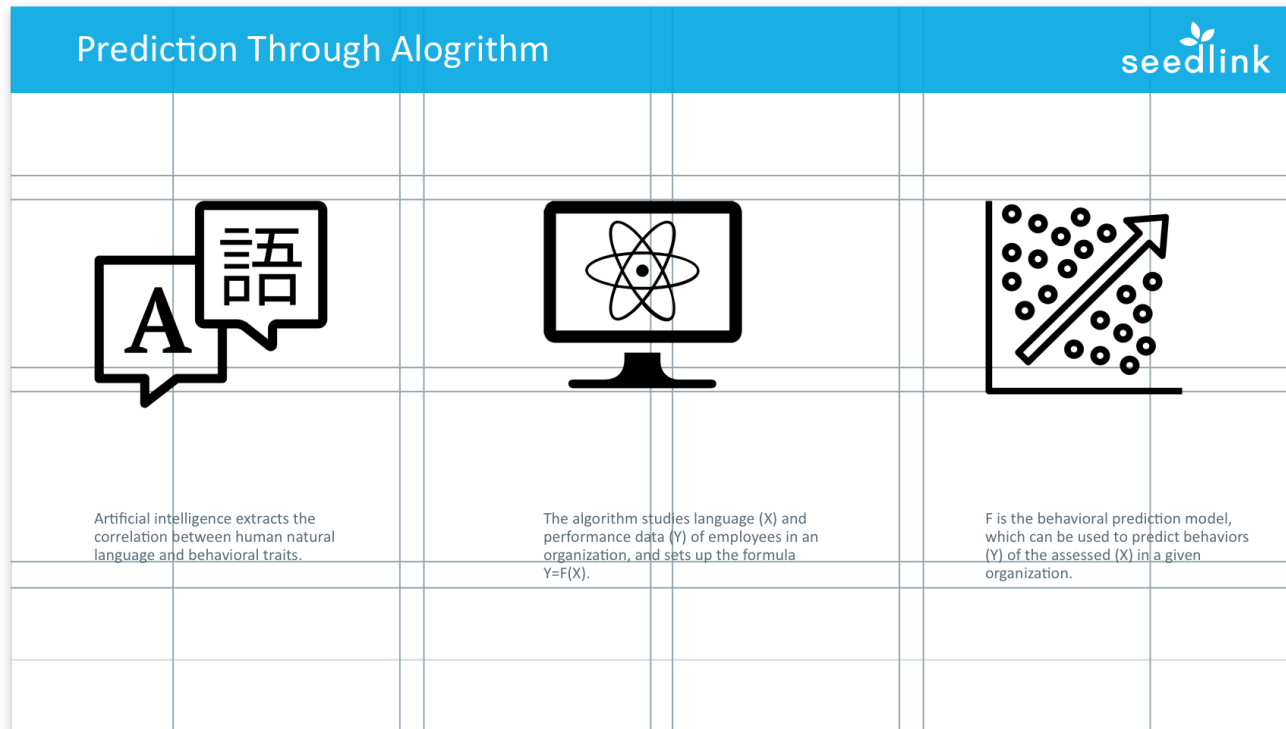 Prediction Through Alogrithm
seedlink
A
語
Artificial intelligence extracts the
correlation between human natural
language and behavioral traits.
The algorithm studies language (X) and
performance data (Y) of employees in an
organization, and sets up the formula
Y=F(X).
F is the behavioral prediction model,
which can be used to predict behaviors
(Y) of the assessed (X) in a given
organization.